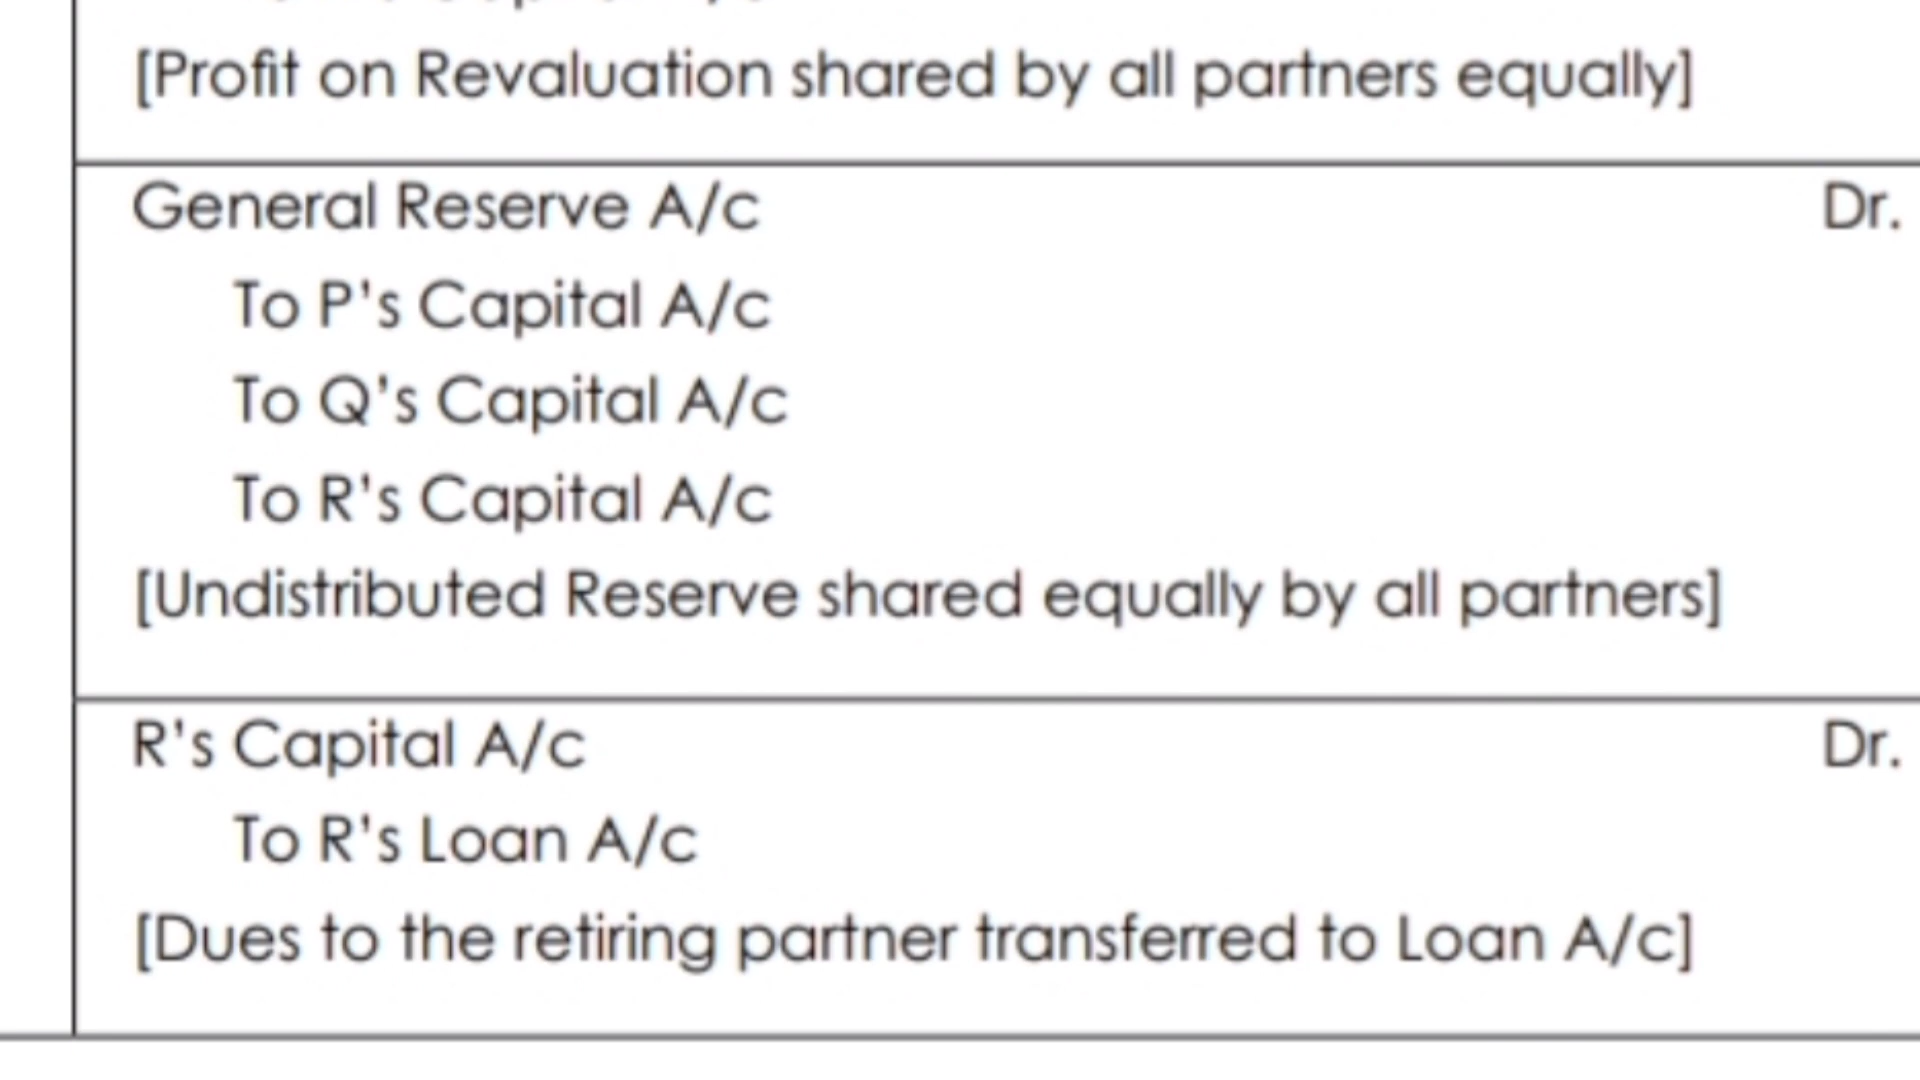 [Profit on Revaluation shared by all partners equally]
General Reserve A/c Dr.
To P's Capital A/c
To Q's Capital A/c
To R's Capital A/c
[Undistributed Reserve shared equally by all partners]
R's Capital A/c Dr.
To R's Loan A/c
[Dues to the retiring partner transferred to Loan A/c]